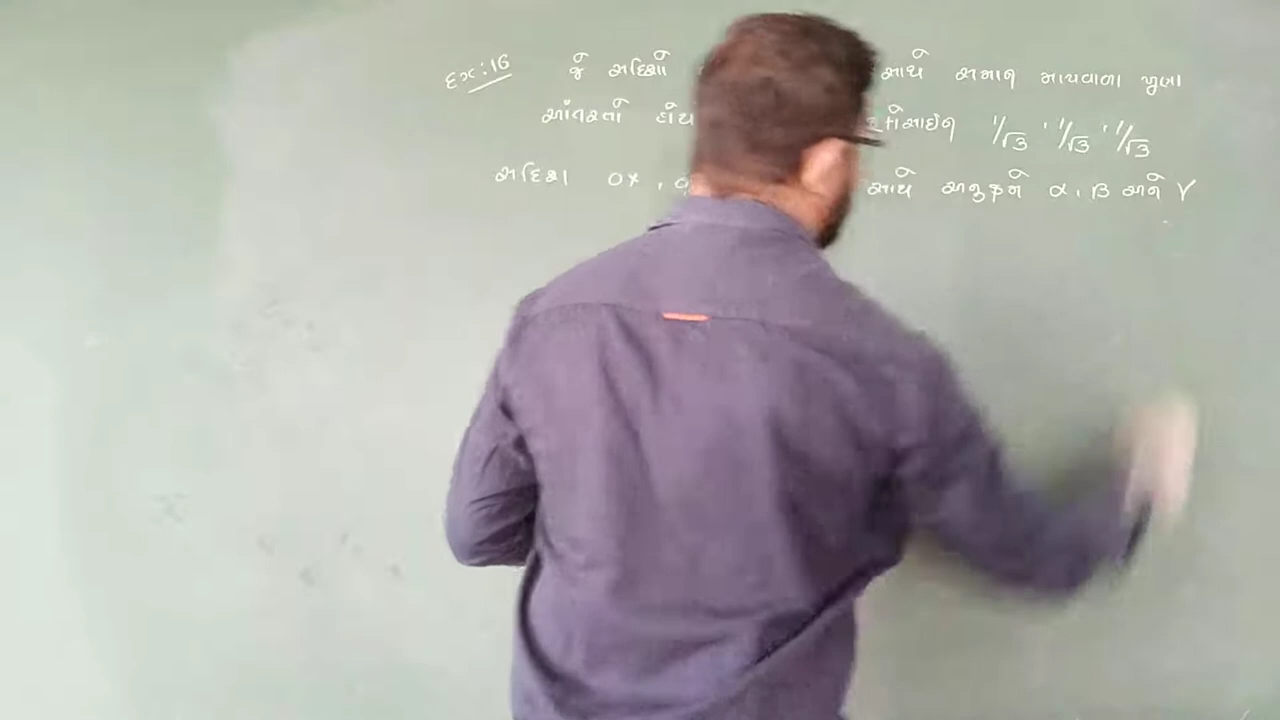 Ex:16 જે સદિશો સાથે સમાન માપવાળા ખુણા
આંતરતો હોય કોસાઇન 1/√3 , 1/√3 , 1/√3
સદિશ OX , સાથે અનુક્રમે α , β અને γ